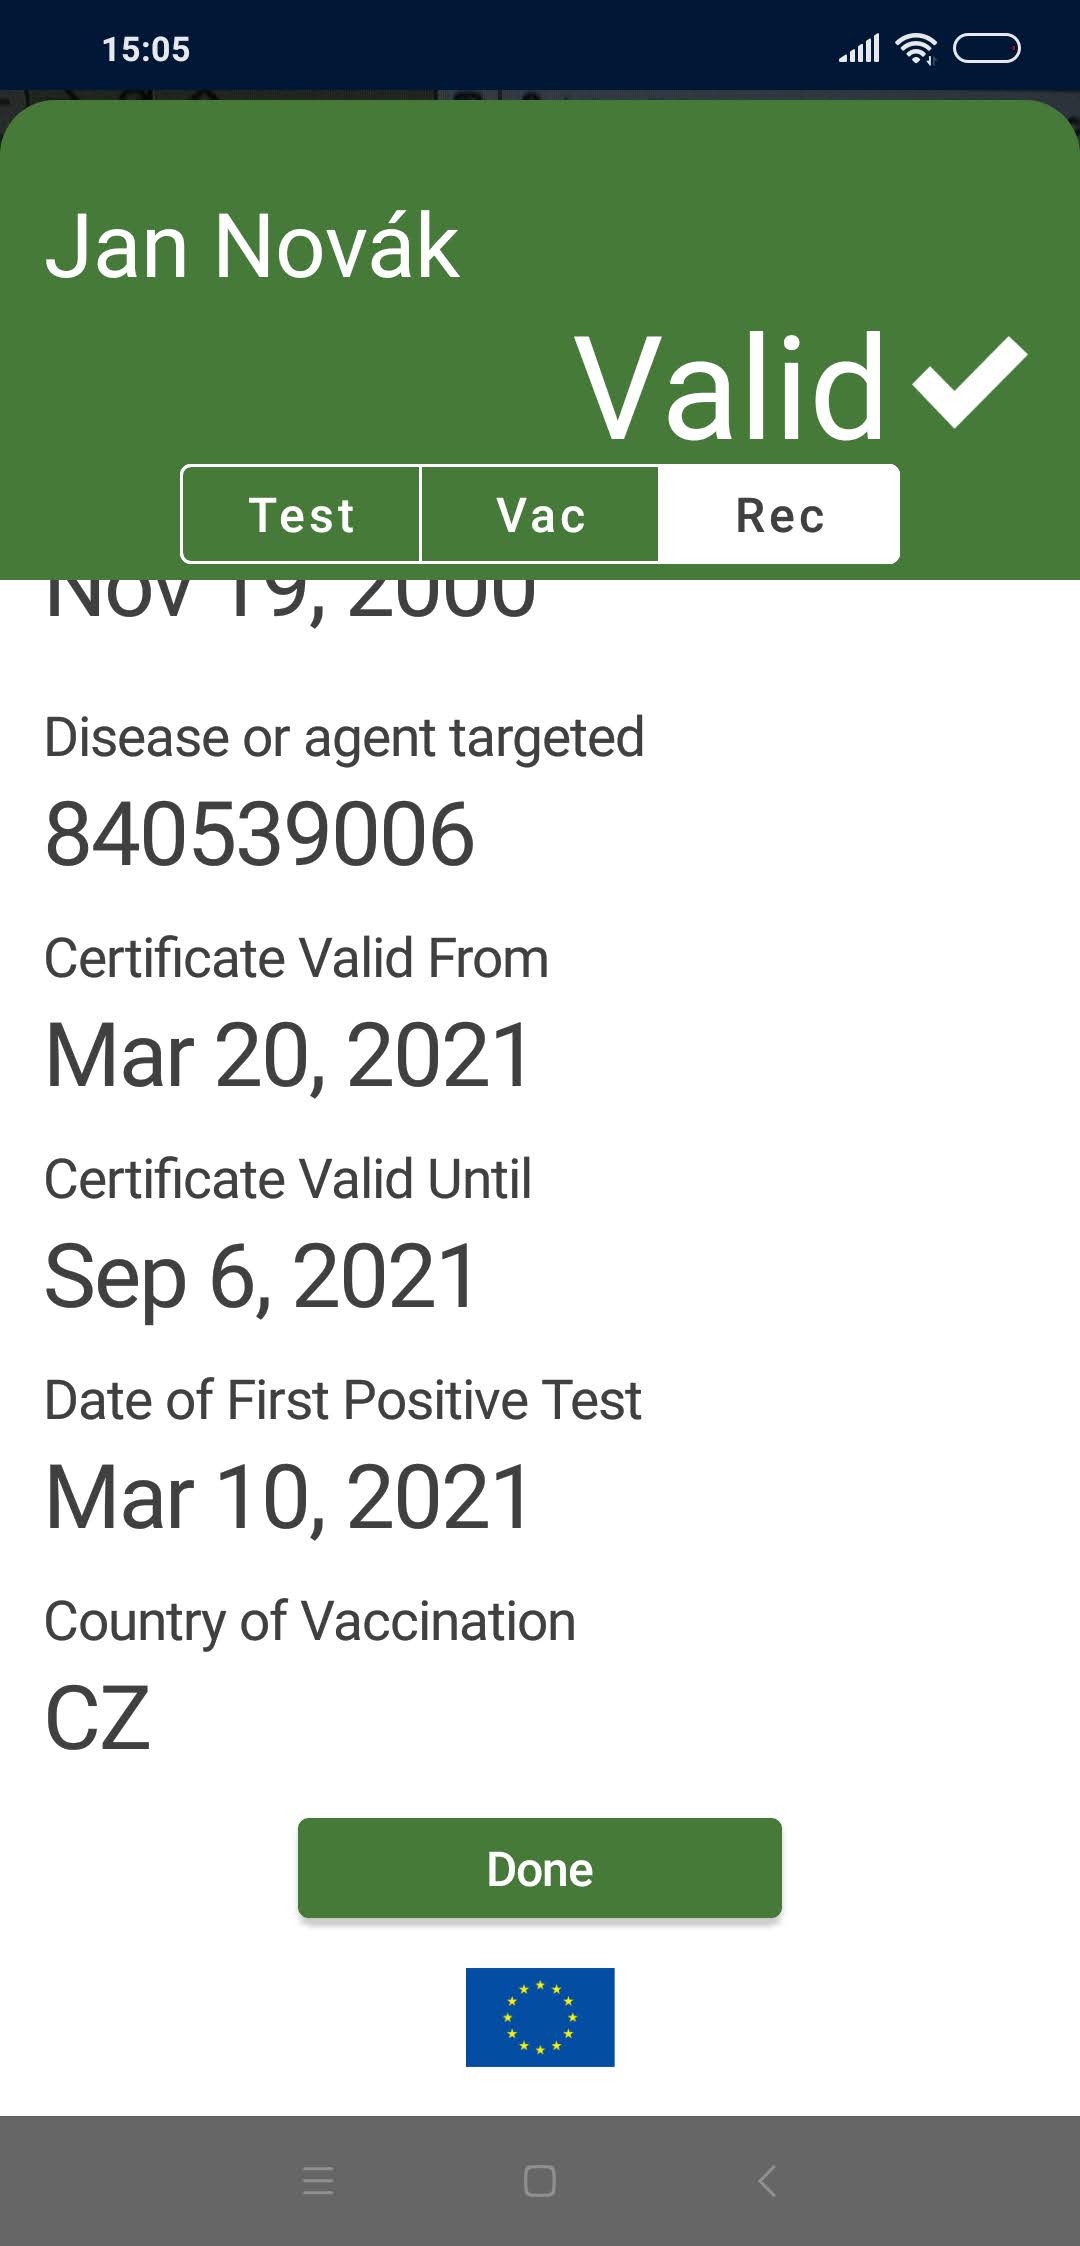 15:05
Jan Novák
Valid
Test Vac Rec
Nov 19, 2000
Disease or agent targeted
840539006
Certificate Valid From
Mar 20, 2021
Certificate Valid Until
Sep 6, 2021
Date of First Positive Test
Mar 10, 2021
Country of Vaccination
CZ
Done